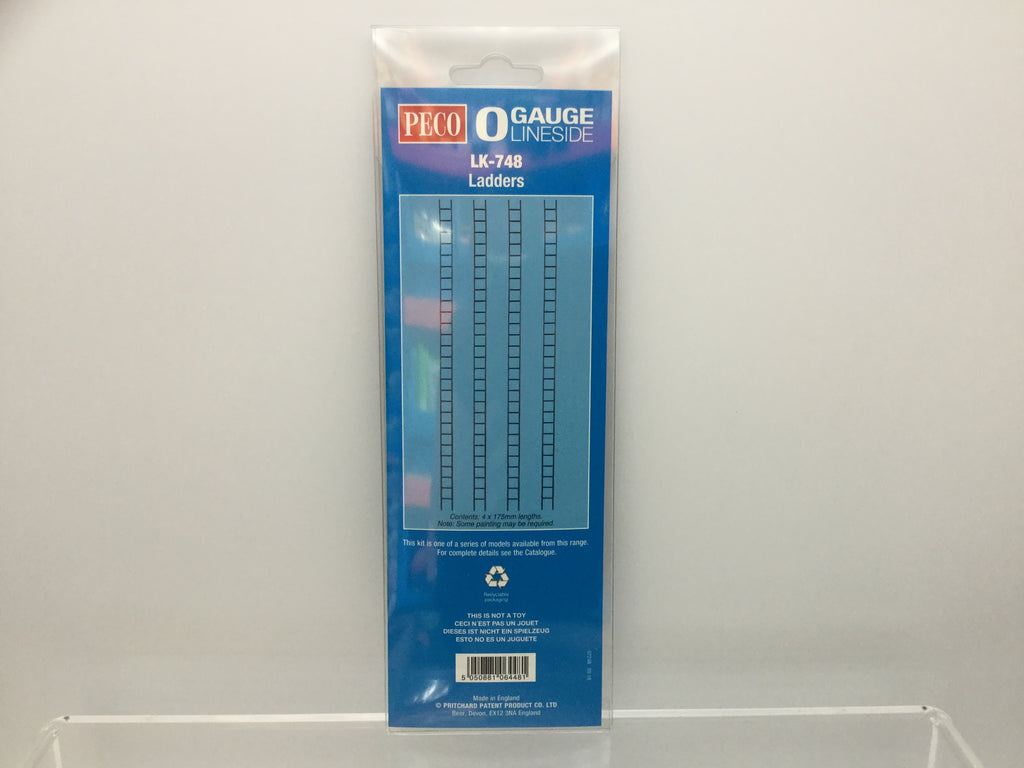 PECO
O GAUGE
LINESIDE
LK-748
Ladders
Contents: 4 x 175mm lengths.
Note: Some painting may be required.
This kit is one of a series of models available from this range.
For complete details see the Catalogue.
Recyclable
packaging
THIS IS NOT A TOY
CECI N'EST PAS UN JOUET
DIESES IST NICHT EIN SPIELZEUG
ESTO NO ES UN JUGUETE
5 050881 064481
Made in England
© PRITCHARD PATENT PRODUCT CO. LTD
Beer, Devon, EX12 3NA England